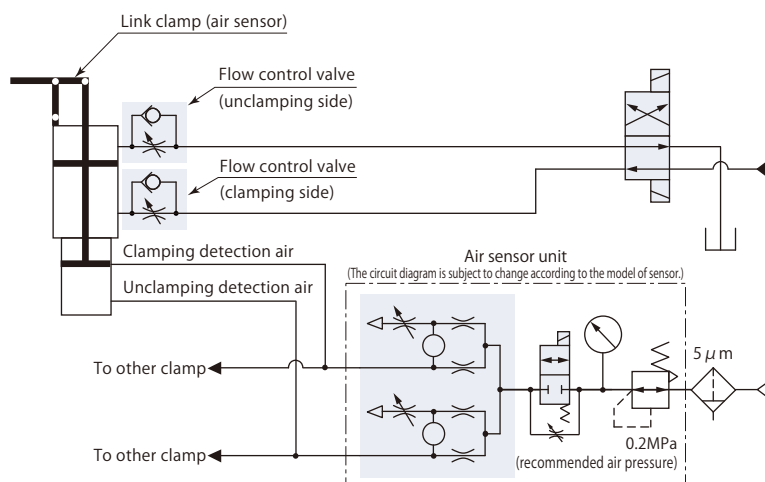 Link clamp (air sensor)
Flow control valve
(unclamping side)
Flow control valve
(clamping side)
Clamping detection air
Unclamping detection air
Air sensor unit
(The circuit diagram is subject to change according to the model of sensor.)
To other clamp
To other clamp
5 μm
0.2MPa
(recommended air pressure)